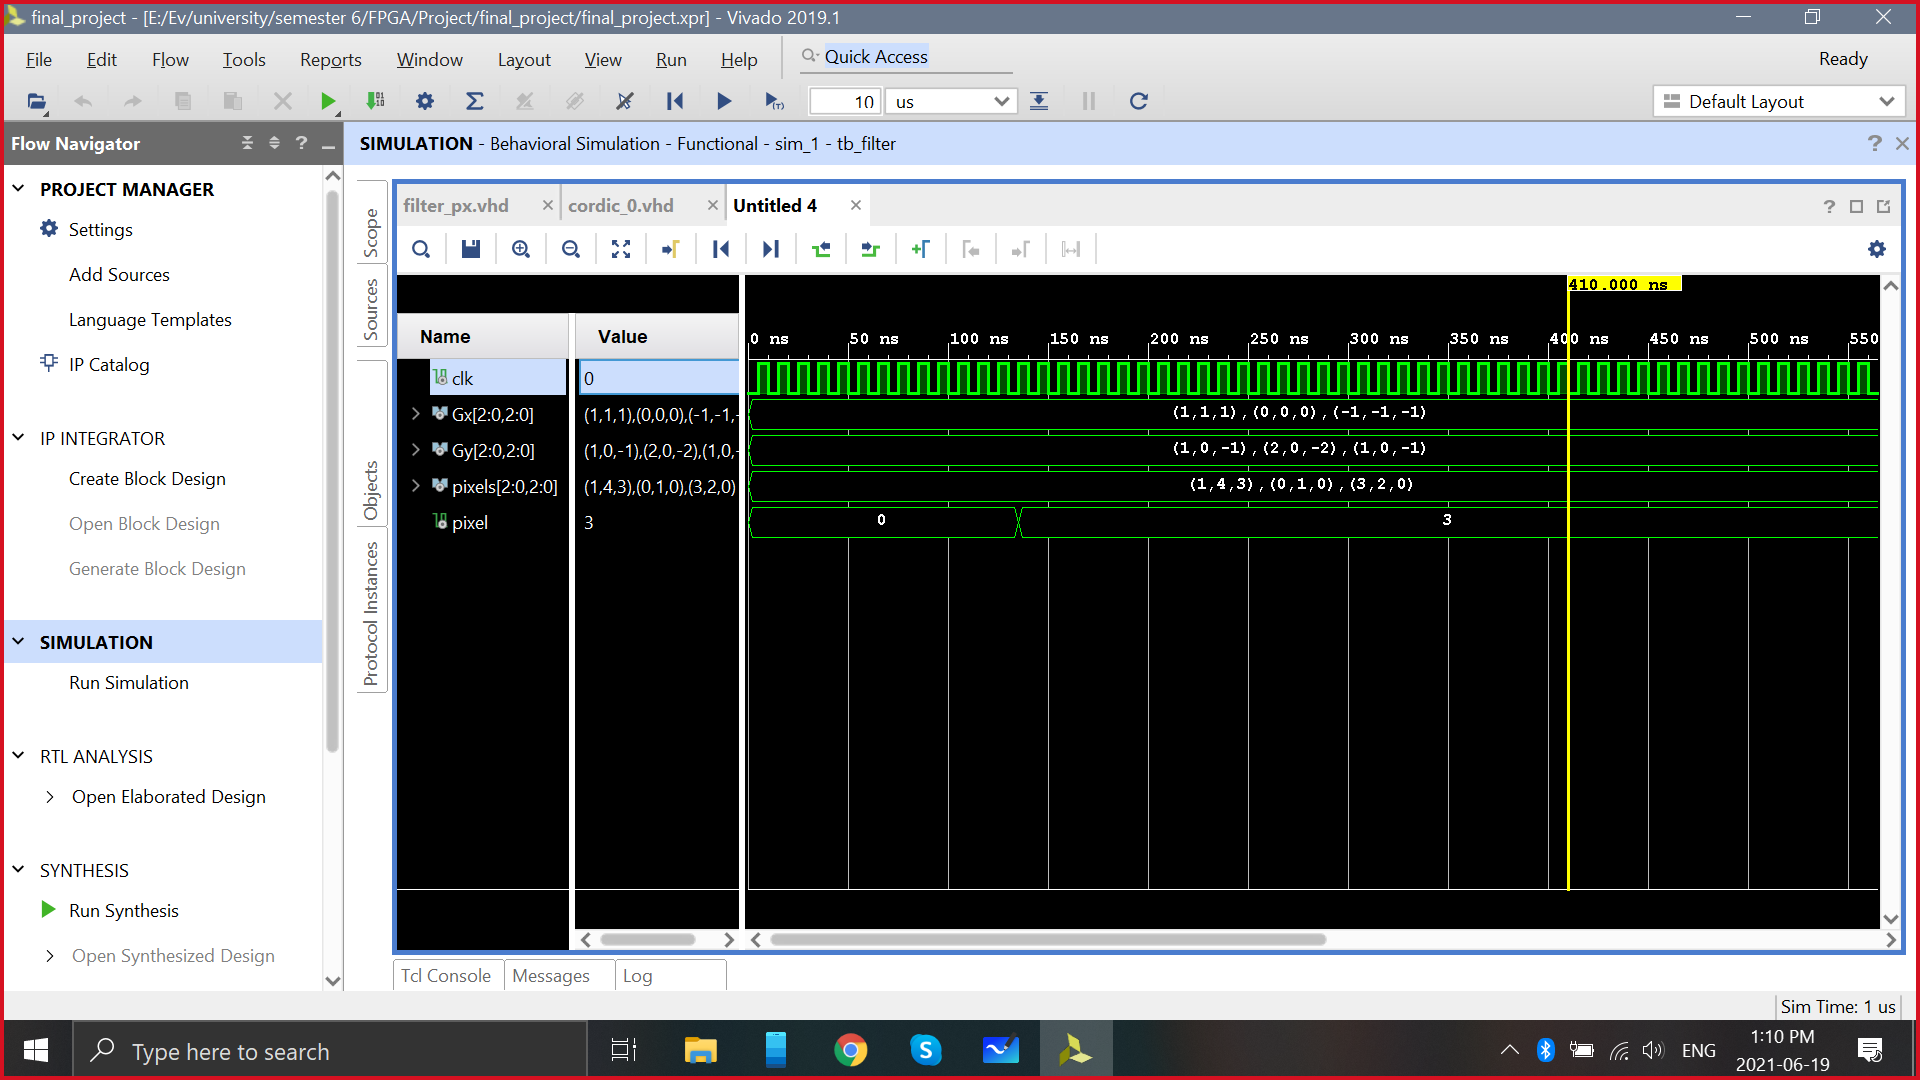 final_project - [E:/Ev/university/semester 6/FPGA/Project/final_project/final_project.xpr] - Vivado 2019.1
File Edit Flow Tools Reports Window Layout View Run Help Quick Access Ready
10 us Default Layout
Flow Navigator
SIMULATION - Behavioral Simulation - Functional - sim_1 - tb_filter
PROJECT MANAGER
Settings
Add Sources
Language Templates
IP Catalog
IP INTEGRATOR
Create Block Design
Open Block Design
Generate Block Design
SIMULATION
Run Simulation
RTL ANALYSIS
Open Elaborated Design
SYNTHESIS
Run Synthesis
Open Synthesized Design
Scope
Sources
Objects
Protocol Instances
filter_px.vhd cordic_0.vhd Untitled 4
410.000 ns
Name Value
0 ns 50 ns 100 ns 150 ns 200 ns 250 ns 300 ns 350 ns 400 ns 450 ns 500 ns 550
clk 0
Gx[2:0,2:0] (1,1,1),(0,0,0),(-1,-1,- (1,1,1),(0,0,0),(-1,-1,-1)
Gy[2:0,2:0] (1,0,-1),(2,0,-2),(1,0,- (1,0,-1),(2,0,-2),(1,0,-1)
pixels[2:0,2:0] (1,4,3),(0,1,0),(3,2,0) (1,4,3),(0,1,0),(3,2,0)
pixel 3 0 3
Tcl Console Messages Log
Sim Time: 1 us
Type here to search
ENG
1:10 PM
2021-06-19